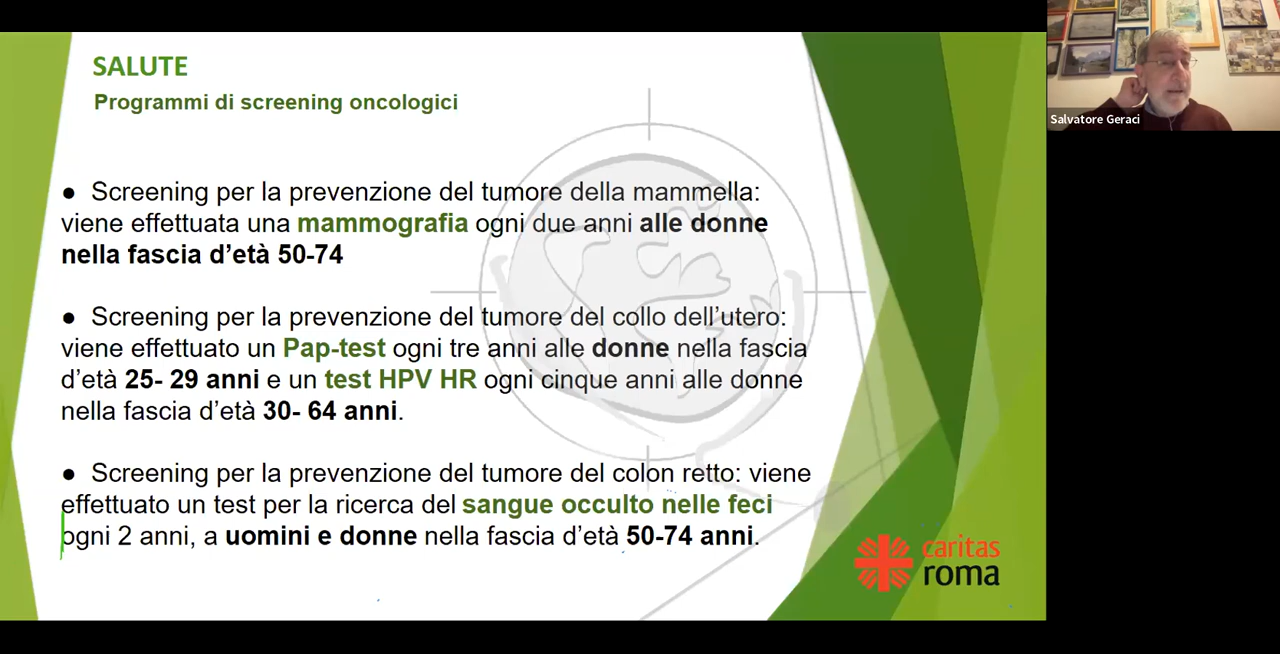 SALUTE
Programmi di screening oncologici
● Screening per la prevenzione del tumore della mammella:
viene effettuata una mammografia ogni due anni alle donne
nella fascia d’età 50-74
● Screening per la prevenzione del tumore del collo dell’utero:
viene effettuato un Pap-test ogni tre anni alle donne nella fascia
d’età 25- 29 anni e un test HPV HR ogni cinque anni alle donne
nella fascia d’età 30- 64 anni.
● Screening per la prevenzione del tumore del colon retto: viene
effettuato un test per la ricerca del sangue occulto nelle feci
ogni 2 anni, a uomini e donne nella fascia d’età 50-74 anni.
caritas
roma
Salvatore Geraci